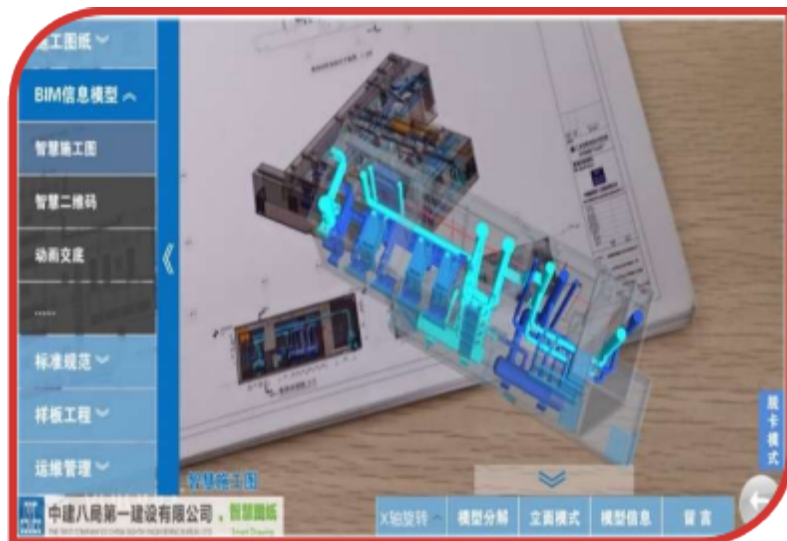 施工图纸
BIM信息模型
智慧施工图
智慧二维码
动画交底
......
标准规范
样板工程
运维管理
智慧施工图
脱卡模式
中建八局第一建设有限公司 . 智慧图纸
X轴旋转
模型分解
立面模式
模型信息
留言